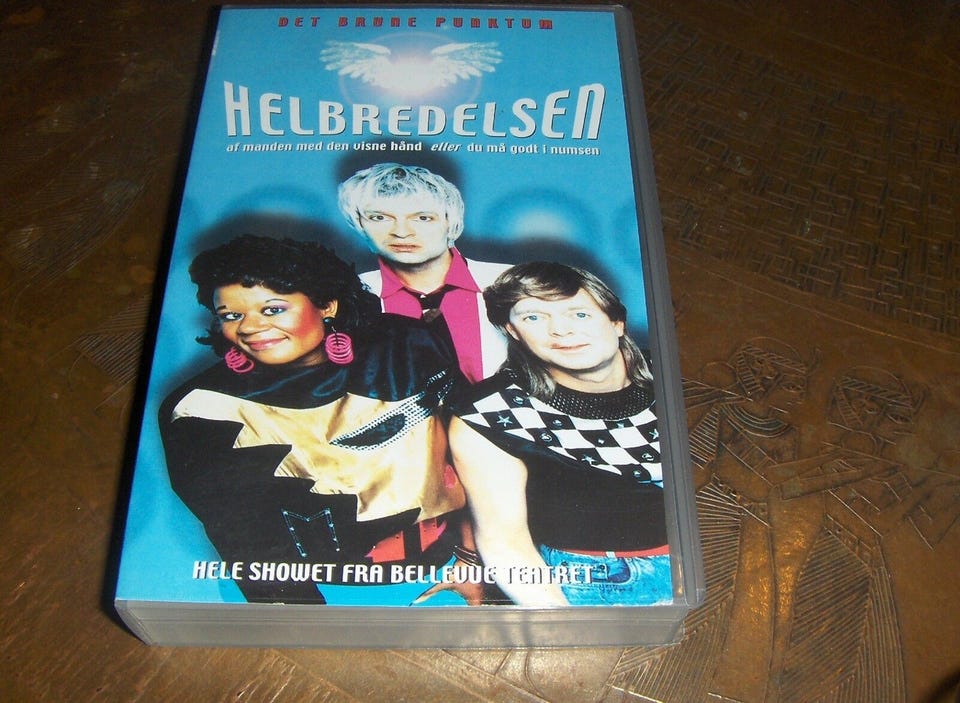 DET BRUNE PUNKTUM
HELBREDELSEN
af manden med den visne hånd eller du må godt i numsen
HELE SHOWET FRA BELLEVUE TEATRET